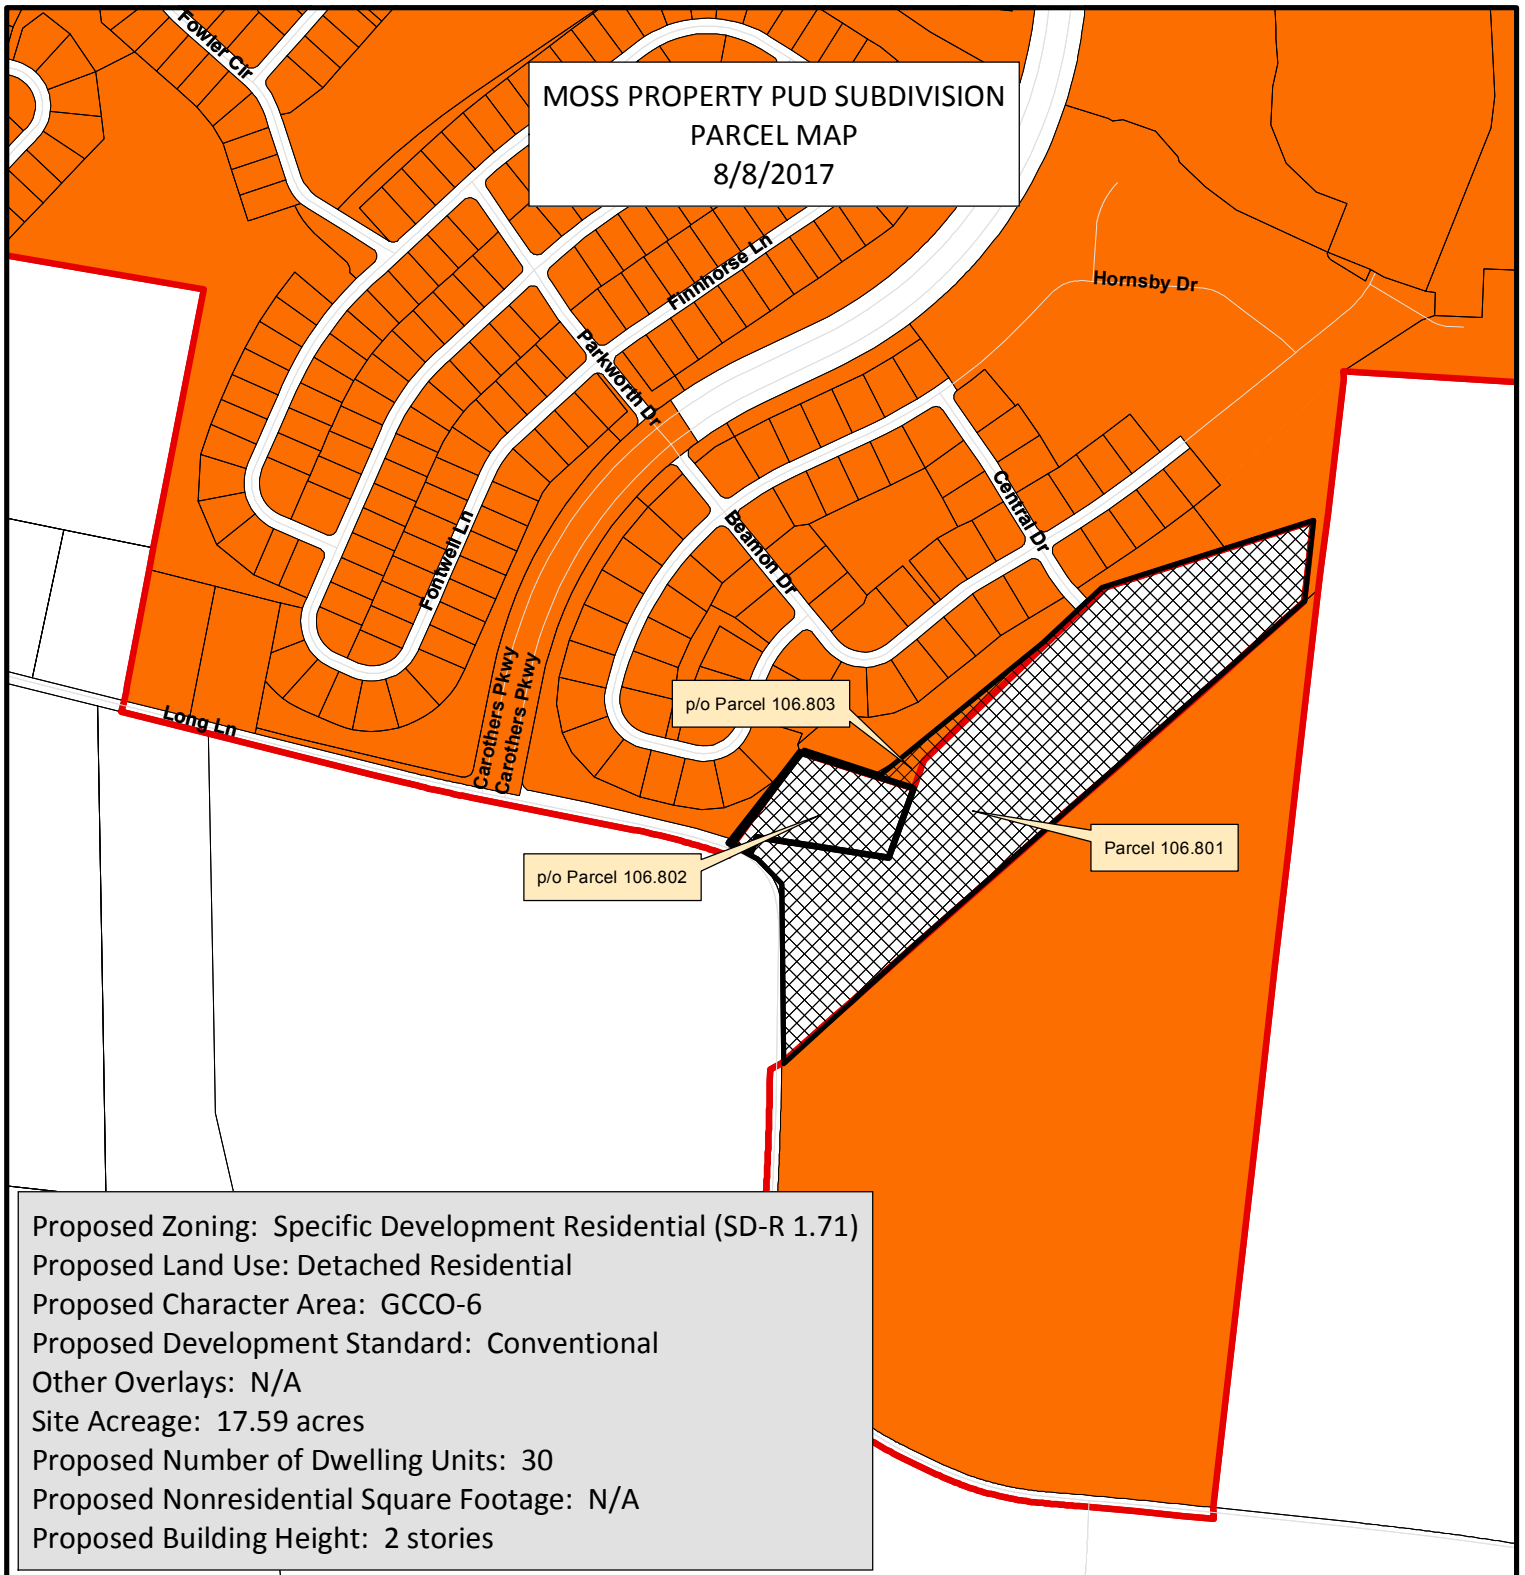 Fowler Cir
MOSS PROPERTY PUD SUBDIVISION
PARCEL MAP
8/8/2017
Finnhorse Ln
Hornsby Dr
Parkworth Dr
Central Dr
Beamon Dr
Fontwell Ln
Carothers Pkwy
Carothers Pkwy
Long Ln
p/o Parcel 106.803
Parcel 106.801
p/o Parcel 106.802
Proposed Zoning: Specific Development Residential (SD-R 1.71)
Proposed Land Use: Detached Residential
Proposed Character Area: GCCO-6
Proposed Development Standard: Conventional
Other Overlays: N/A
Site Acreage: 17.59 acres
Proposed Number of Dwelling Units: 30
Proposed Nonresidential Square Footage: N/A
Proposed Building Height: 2 stories